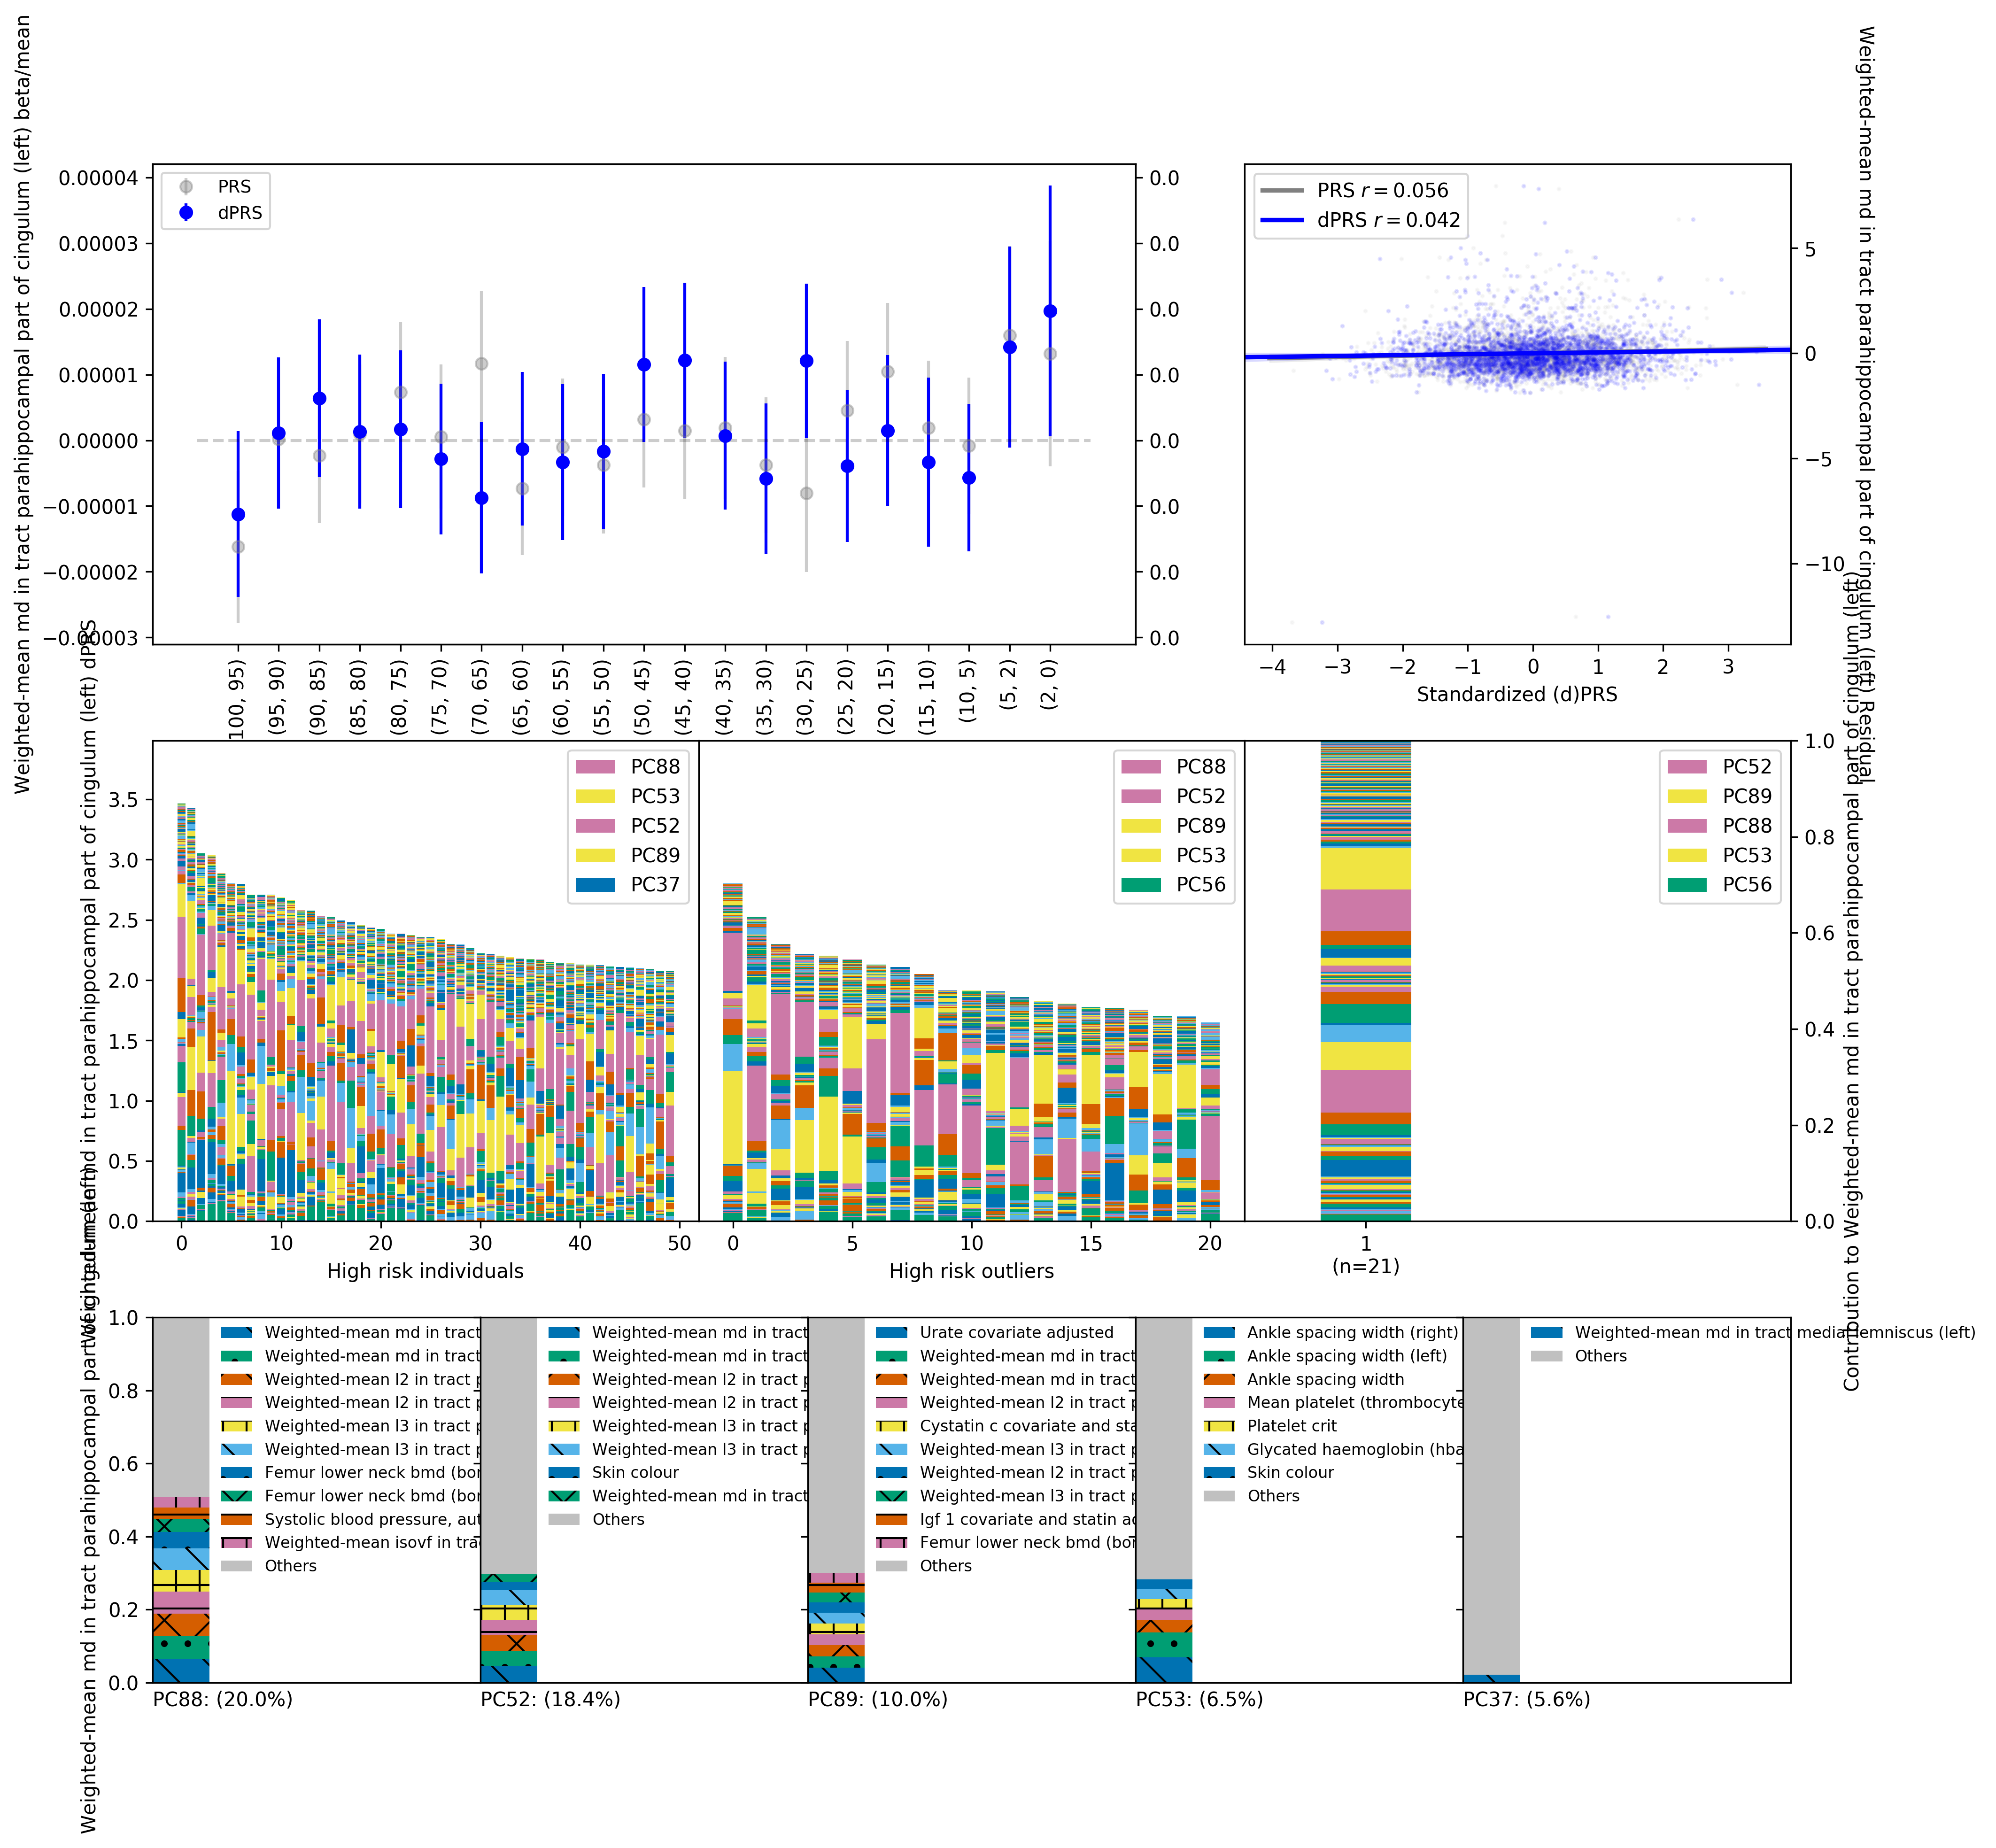 Weighted-mean md in tract parahippocampal part of cingulum (left) beta/mean
0.00004
0.00003
0.00002
0.00001
0.00000
−0.00001
−0.00002
−0.00003
PRS
dPRS
0.0
0.0
0.0
0.0
0.0
0.0
0.0
0.0
100, 95)
(95, 90)
(90, 85)
(85, 80)
(80, 75)
(75, 70)
(70, 65)
(65, 60)
(60, 55)
(55, 50)
(50, 45)
(45, 40)
(40, 35)
(35, 30)
(30, 25)
(25, 20)
(20, 15)
(15, 10)
(10, 5)
(5, 2)
(2, 0)
PRS r = 0.056
dPRS r = 0.042
5
0
−5
−10
−4
−3
−2
−1
0
1
2
3
Standardized (d)PRS
Weighted-mean md in tract parahippocampal part of cingulum (left) Residual
Weighted-mean md in tract parahippocampal part of cingulum (left) dPRS
3.5
3.0
2.5
2.0
1.5
1.0
0.5
0.0
PC88
PC53
PC52
PC89
PC37
0
10
20
30
40
50
High risk individuals
PC88
PC52
PC89
PC53
PC56
0
5
10
15
20
High risk outliers
PC52
PC89
PC88
PC53
PC56
1
(n=21)
1.0
0.8
0.6
0.4
0.2
0.0
Contribution to Weighted-mean md in tract parahippocampal part of cingulum (left)
Weighted-mean md in tract parahippocampal part of cingulum (left)
1.0
0.8
0.6
0.4
0.2
0.0
Weighted-mean md in tract
Weighted-mean md in tract
Weighted-mean l2 in tract p
Weighted-mean l2 in tract p
Weighted-mean l3 in tract p
Weighted-mean l3 in tract p
Femur lower neck bmd (bon
Femur lower neck bmd (bon
Systolic blood pressure, aut
Weighted-mean isovf in trac
Others
PC88: (20.0%)
Weighted-mean md in tract
Weighted-mean md in tract
Weighted-mean l2 in tract p
Weighted-mean l2 in tract p
Weighted-mean l3 in tract p
Weighted-mean l3 in tract p
Skin colour
Weighted-mean md in tract
Others
PC52: (18.4%)
Urate covariate adjusted
Weighted-mean md in tract
Weighted-mean md in tract
Weighted-mean l2 in tract p
Cystatin c covariate and sta
Weighted-mean l3 in tract p
Weighted-mean l2 in tract p
Weighted-mean l3 in tract p
Igf 1 covariate and statin ad
Femur lower neck bmd (bon
Others
PC89: (10.0%)
Ankle spacing width (right)
Ankle spacing width (left)
Ankle spacing width
Mean platelet (thrombocyte
Platelet crit
Glycated haemoglobin (hba
Skin colour
Others
PC53: (6.5%)
Weighted-mean md in tract medial lemniscus (left)
Others
PC37: (5.6%)